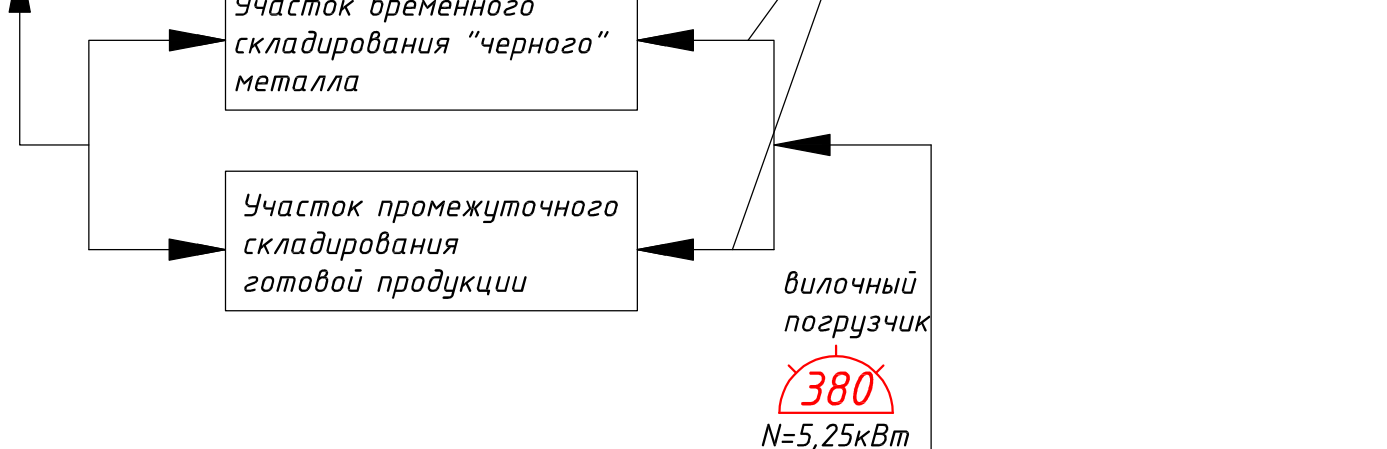 Участок временного
складирования "черного"
металла
Участок промежуточного
складирования
готовой продукции
вилочный
погрузчик
380
N=5,25кВт